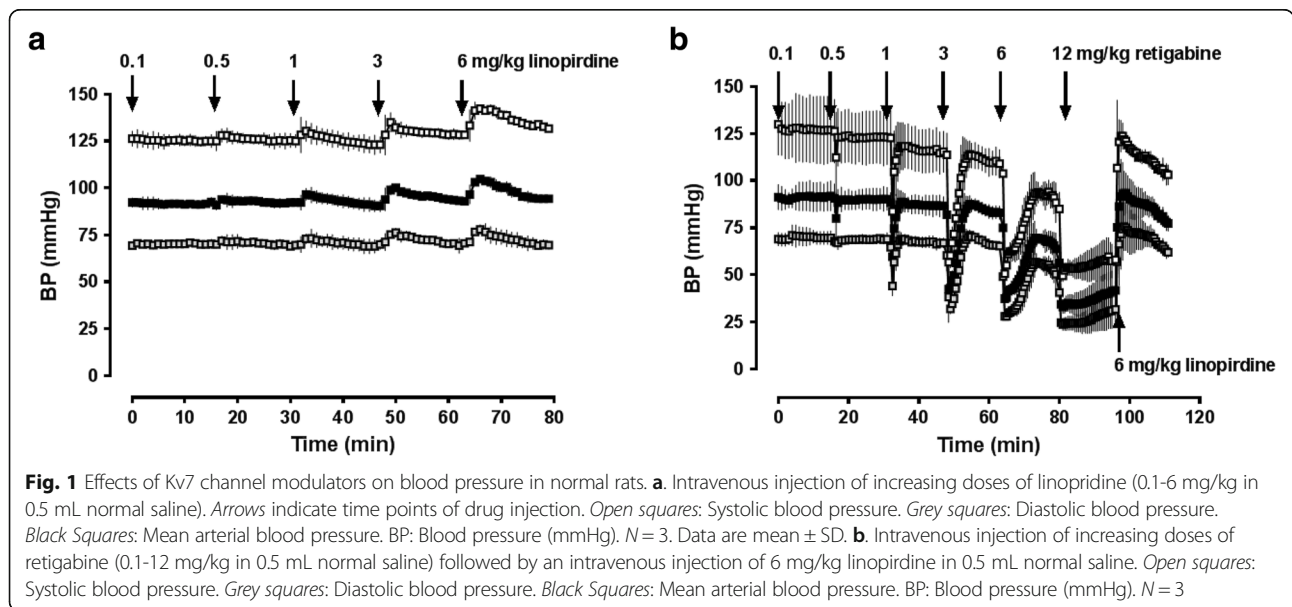 a
0.1 0.5 1 3 6 mg/kg linopirdine
150
125
100
75
50
25
0
BP (mmHg)
0 10 20 30 40 50 60 70 80
Time (min)
b
0.1 0.5 1 3 6 12 mg/kg retigabine
150
125
100
75
50
25
0
BP (mmHg)
6 mg/kg linopirdine
0 20 40 60 80 100 120
Time (min)
Fig. 1 Effects of Kv7 channel modulators on blood pressure in normal rats. a. Intravenous injection of increasing doses of linopridine (0.1-6 mg/kg in
0.5 mL normal saline). Arrows indicate time points of drug injection. Open squares: Systolic blood pressure. Grey squares: Diastolic blood pressure.
Black Squares: Mean arterial blood pressure. BP: Blood pressure (mmHg). N = 3. Data are mean ± SD. b. Intravenous injection of increasing doses of
retigabine (0.1-12 mg/kg in 0.5 mL normal saline) followed by an intravenous injection of 6 mg/kg linopirdine in 0.5 mL normal saline. Open squares:
Systolic blood pressure. Grey squares: Diastolic blood pressure. Black Squares: Mean arterial blood pressure. BP: Blood pressure (mmHg). N = 3